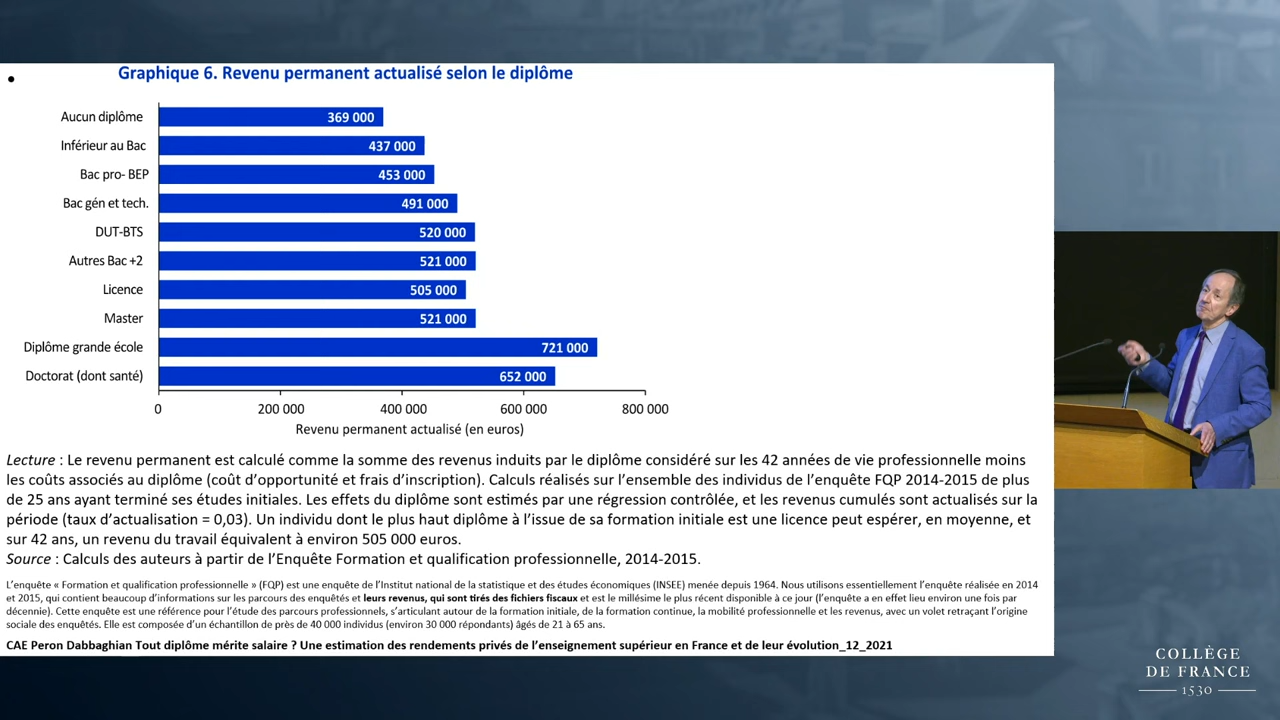 Graphique 6. Revenu permanent actualisé selon le diplôme
Aucun diplôme 369 000
Inférieur au Bac 437 000
Bac pro- BEP 453 000
Bac gén et tech. 491 000
DUT-BTS 520 000
Autres Bac +2 521 000
Licence 505 000
Master 521 000
Diplôme grande école 721 000
Doctorat (dont santé) 652 000
0 200 000 400 000 600 000 800 000
Revenu permanent actualisé (en euros)
Lecture : Le revenu permanent est calculé comme la somme des revenus induits par le diplôme considéré sur les 42 années de vie professionnelle moins
les coûts associés au diplôme (coût d’opportunité et frais d’inscription). Calculs réalisés sur l’ensemble des individus de l’enquête FQP 2014-2015 de plus
de 25 ans ayant terminé ses études initiales. Les effets du diplôme sont estimés par une régression contrôlée, et les revenus cumulés sont actualisés sur la
période (taux d’actualisation = 0,03). Un individu dont le plus haut diplôme à l’issue de sa formation initiale est une licence peut espérer, en moyenne, et
sur 42 ans, un revenu du travail équivalent à environ 505 000 euros.
Source : Calculs des auteurs à partir de l’Enquête Formation et qualification professionnelle, 2014-2015.
L’enquête « Formation et qualification professionnelle » (FQP) est une enquête de l’Institut national de la statistique et des études économiques (INSEE) menée depuis 1964. Nous utilisons essentiellement l’enquête réalisée en 2014
et 2015, qui contient beaucoup d’informations sur les parcours des enquêtés et leurs revenus, qui sont tirés des fichiers fiscaux et est le millésime le plus récent disponible à ce jour (l’enquête a en effet lieu environ une fois par
décennie). Cette enquête est une référence pour l’étude des parcours professionnels, s’articulant autour de la formation initiale, de la formation continue, la mobilité professionnelle et les revenus, avec un volet retraçant l’origine
sociale des enquêtés. Elle est composée d’un échantillon de près de 40 000 individus (environ 30 000 répondants) âgés de 21 à 65 ans.
CAE Peron Dabbaghian Tout diplôme mérite salaire ? Une estimation des rendements privés de l’enseignement supérieur en France et de leur évolution_12_2021
COLLÈGE
DE FRANCE
1530